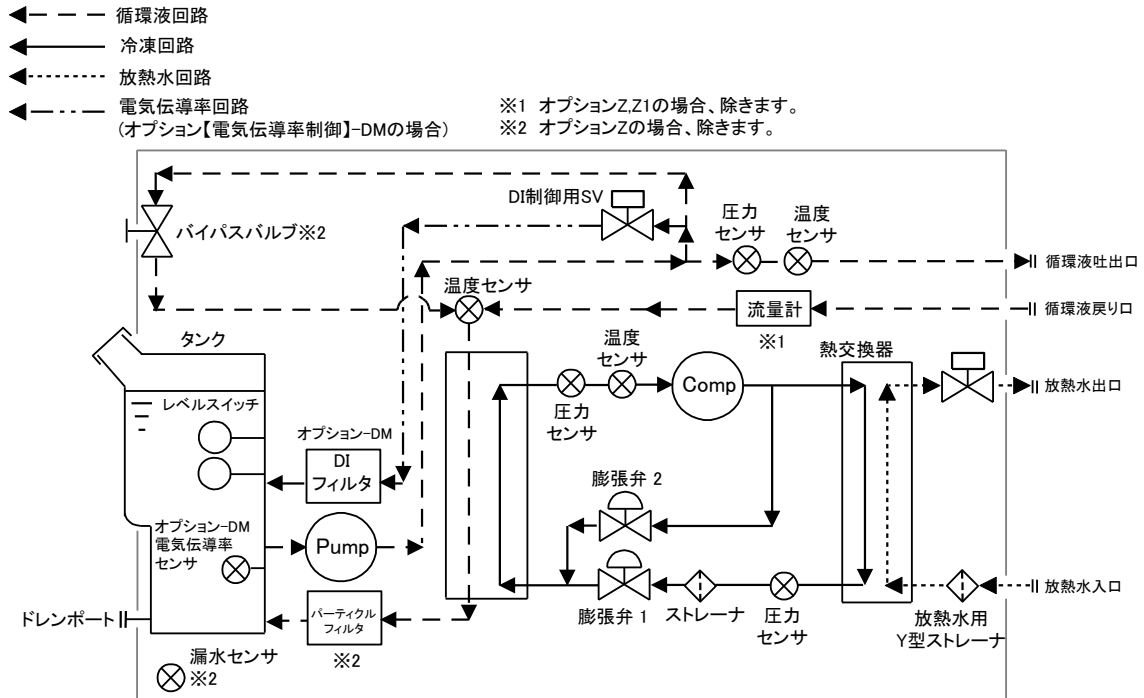 循環液回路
冷凍回路
放熱水回路
電気伝導率回路
(オプション【電気伝導率制御】-DMの場合)
※1 オプションZ,Z1の場合、除きます。
※2 オプションZの場合、除きます。
DI制御用SV
バイパスバルブ※2
圧力
センサ
温度
センサ
循環液吐出口
温度センサ
流量計
※1
循環液戻り口
タンク
温度
センサ
熱交換器
Comp
放熱水出口
レベルスイッチ
圧力
センサ
オプション-DM
DI
フィルタ
膨張弁 2
オプション-DM
電気伝導率
センサ
Pump
放熱水入口
膨張弁 1
ストレーナ
圧力
センサ
放熱水用
Y型ストレーナ
ドレンポート
パーティクル
フィルタ
※2
漏水センサ
※2